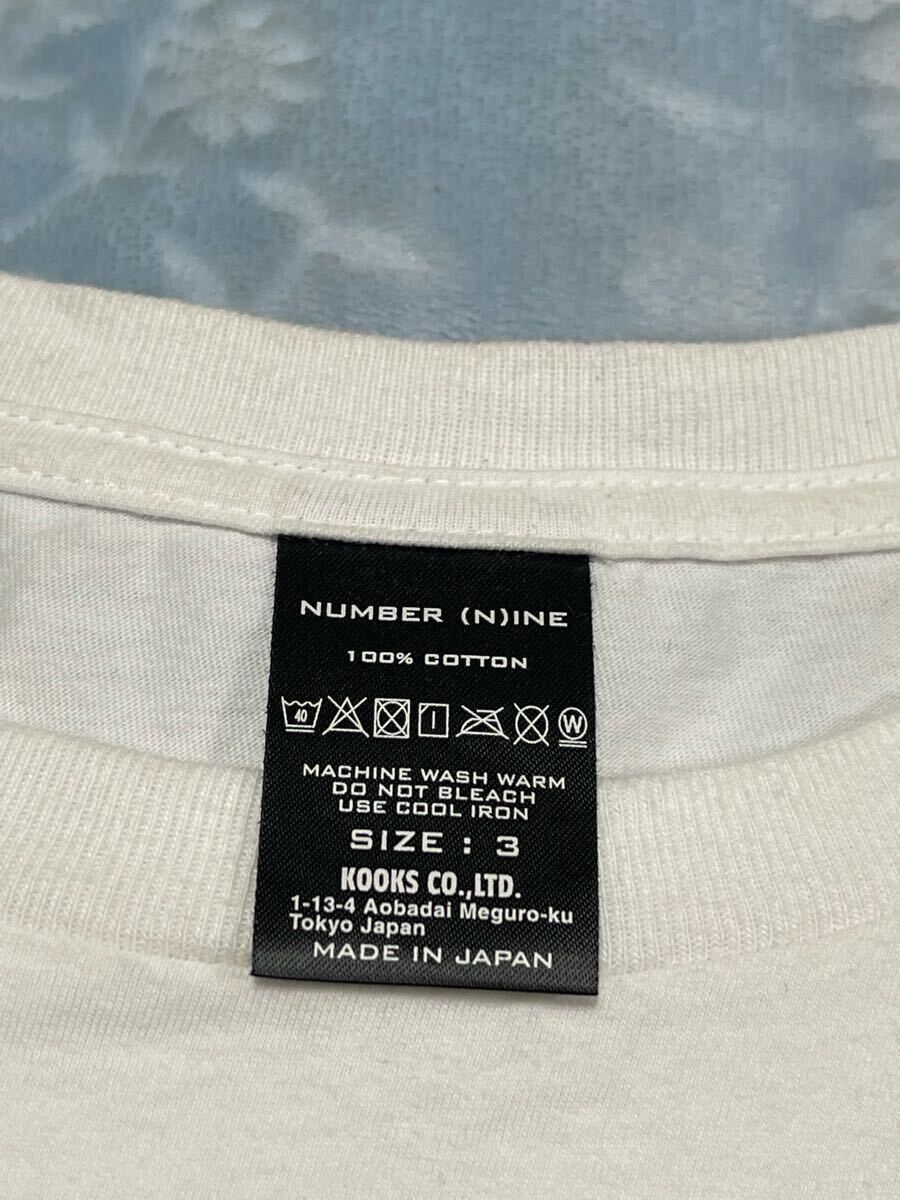 NUMBER (N)INE
100% COTTON
40 W
MACHINE WASH WARM
DO NOT BLEACH
USE COOL IRON
SIZE : 3
KOOKS CO.,LTD.
1-13-4 Aobadai Meguro-ku
Tokyo Japan
MADE IN JAPAN